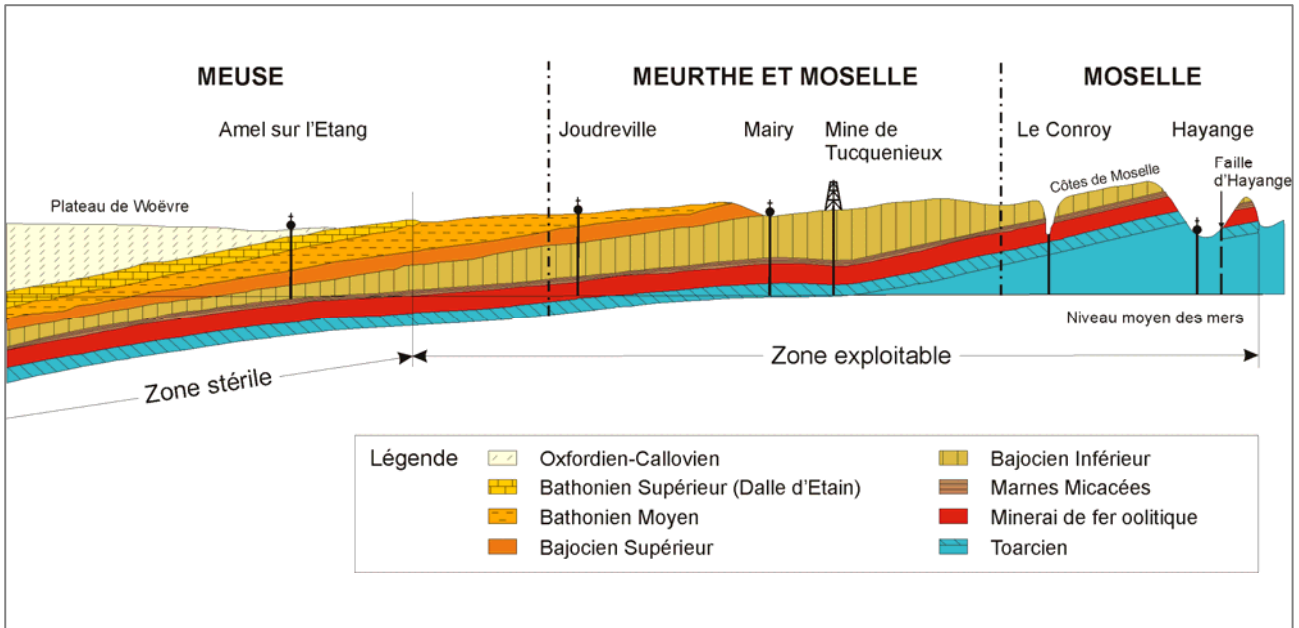 MEUSE
MEURTHE ET MOSELLE
MOSELLE
Amel sur l'Etang
Joudreville
Mairy
Mine de
Tucquenieux
Le Conroy
Hayange
Faille
d'Hayange
Côtes de Moselle
Plateau de Woëvre
Niveau moyen des mers
Zone exploitable
Zone stérile
Légende
Oxfordien-Callovien
Bathonien Supérieur (Dalle d'Etain)
Bathonien Moyen
Bajocien Supérieur
Bajocien Inférieur
Marnes Micacées
Minerai de fer oolitique
Toarcien